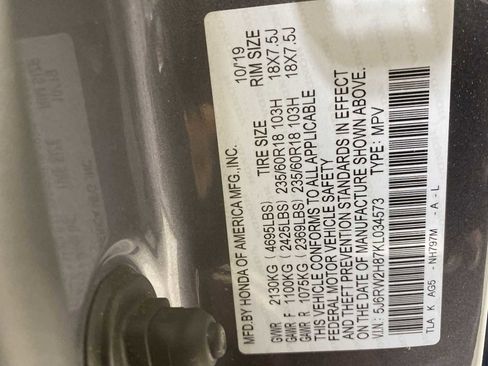 MFD.BY HONDA OF AMERICA MFG.,INC. 10/19
TIRE SIZE RIM SIZE
GVWR 2130KG (4695LBS)
GAWR F 1100KG (2425LBS) 235/60R18 103H 18X7.5J
GAWR R 1075KG (2369LBS) 235/60R18 103H 18X7.5J
THIS VEHICLE CONFORMS TO ALL APPLICABLE
FEDERAL MOTOR VEHICLE SAFETY
AND THEFT PREVENTION STANDARDS IN EFFECT
ON THE DATE OF MANUFACTURE SHOWN ABOVE.
V.I.N.: 5J6RW2H87KL034573 TYPE: MPV
TLA K AG5 - NH797M - A - L